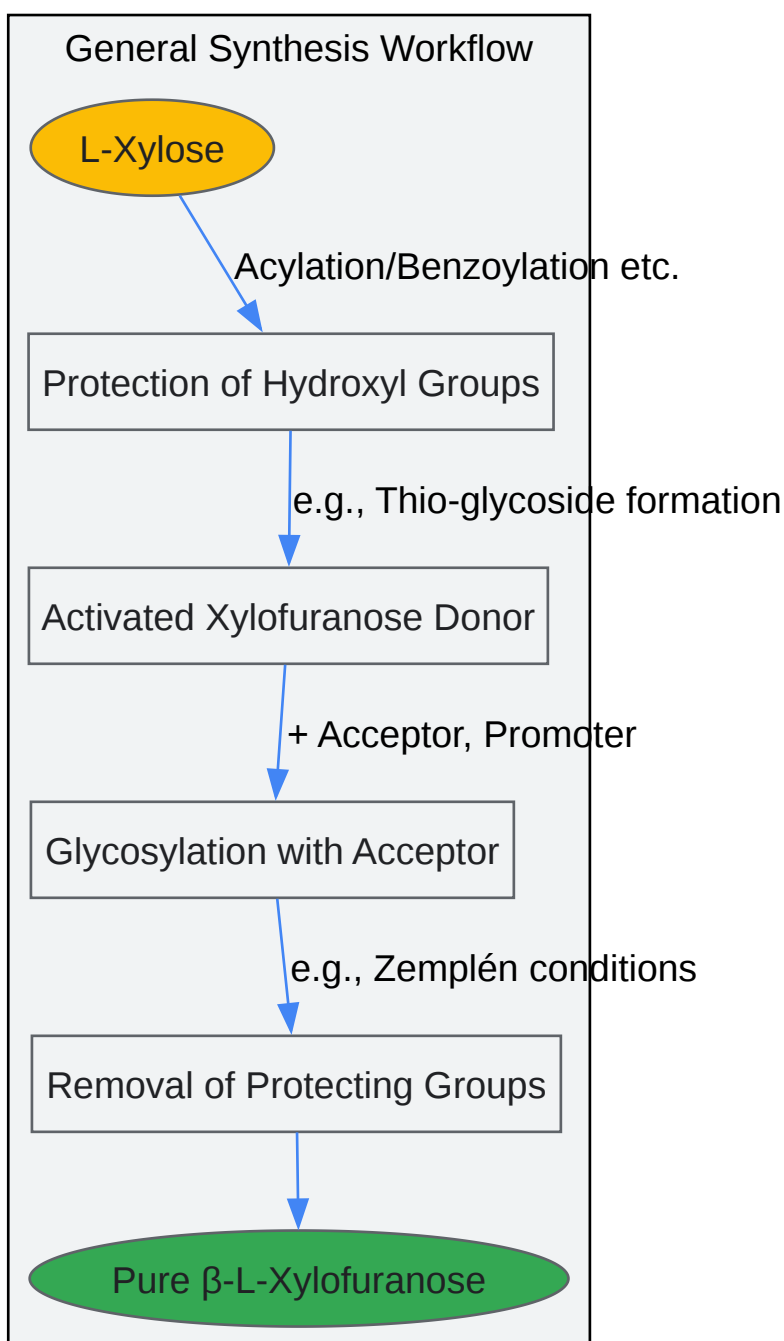 General Synthesis Workflow
L-Xylose
Acylation/Benzoylation etc.
Protection of Hydroxyl Groups
e.g., Thio-glycoside formation
Activated Xylofuranose Donor
+ Acceptor, Promoter
Glycosylation with Acceptor
e.g., Zemplén conditions
Removal of Protecting Groups
Pure β-L-Xylofuranose